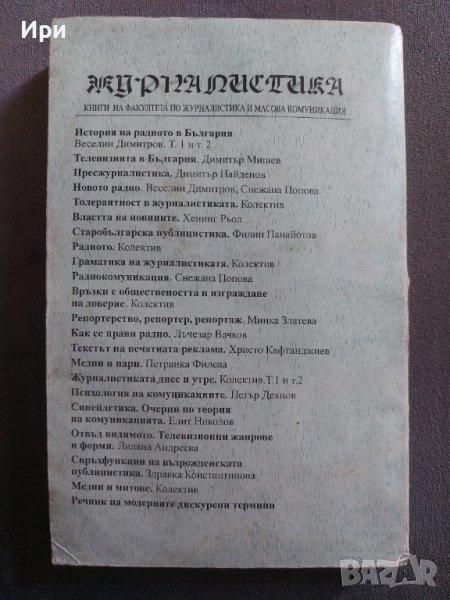 Ири
ЖУРНАЛИСТИКА
КНИГИ НА ФАКУЛТЕТА ПО ЖУРНАЛИСТИКА И МАСОВА КОМУНИКАЦИЯ
История на радиото в България
Веселин Димитров. Т. 1 и т. 2
Телевизията в България. Димитър Мишев
Пресжурналистика. Димитър Найденов
Новото радио. Веселин Димитров, Снежана Попова
Толерантност в журналистиката. Колектив
Властта на новините. Хенинг Рьол
Старобългарска публицистика. Филип Панайотов
Радиото. Колектив
Граматика на журналистиката. Колектив
Радиокомуникация. Снежана Попова
Връзки с обществеността и изграждане
на доверие. Колектив
Репортерство, репортер, репортаж. Минка Златева
Как се прави радио. Лъчезар Вачков
Текстът на печатната реклама. Христо Кафтанджиев
Медии и пари. Петранка Филева
Журналистиката днес и утре. Колектив.Т.1 и т.2
Психология на комуникациите. Петър Деянов
Синейдетика. Очерци по теория
на комуникацията. Елит Николов
Отвъд видимото. Телевизионни жанрове
и форми. Лиляна Андреева
Свръхфункции на възрожденската
публицистика. Здравка Константинова
Медии и митове. Колектив
Речник на модерните дискурсни термини
BAZAR